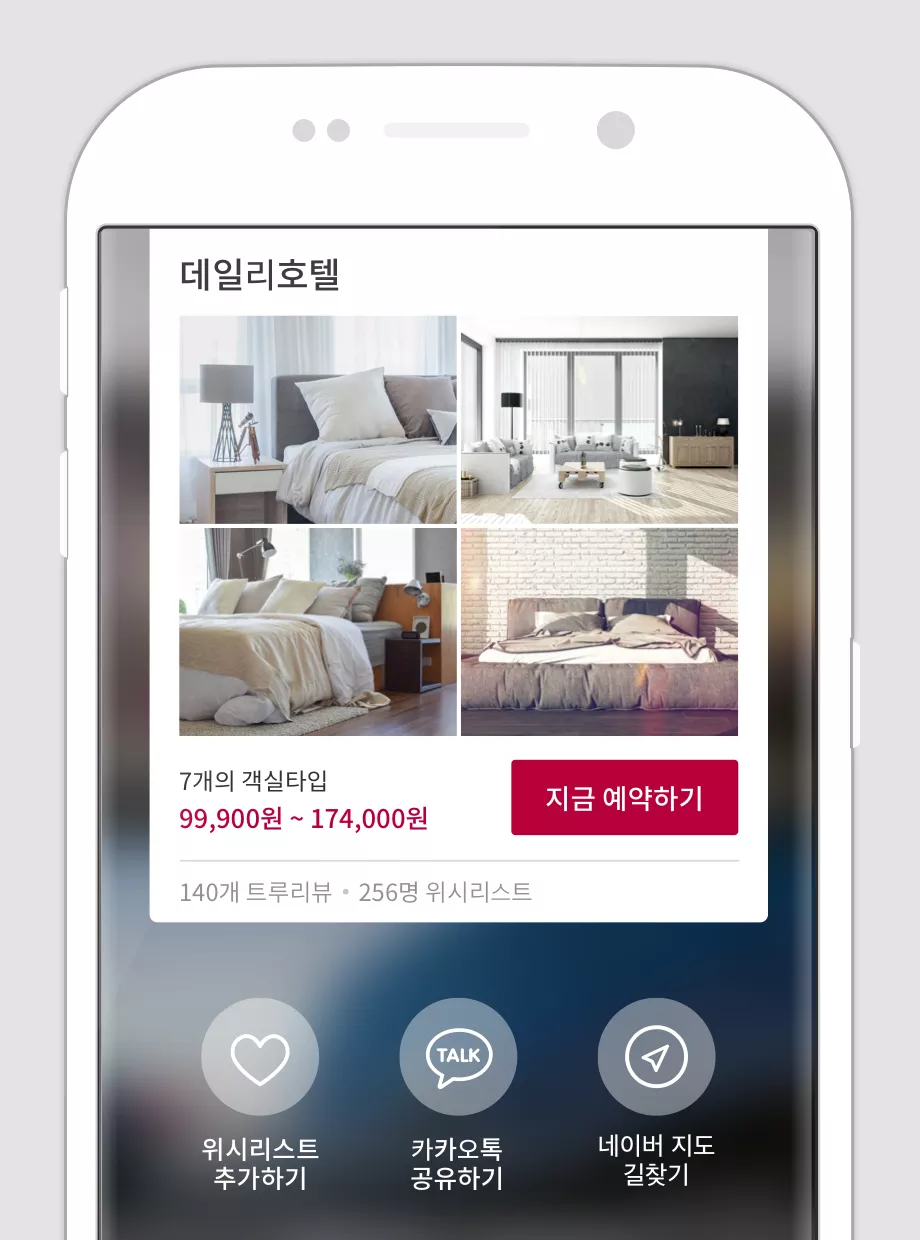 데일리호텔
7개의 객실타입
99,900원 ~ 174,000원
지금 예약하기
140개 트루리뷰 • 256명 위시리스트
위시리스트
추가하기
TALK
카카오톡
공유하기
네이버 지도
길찾기